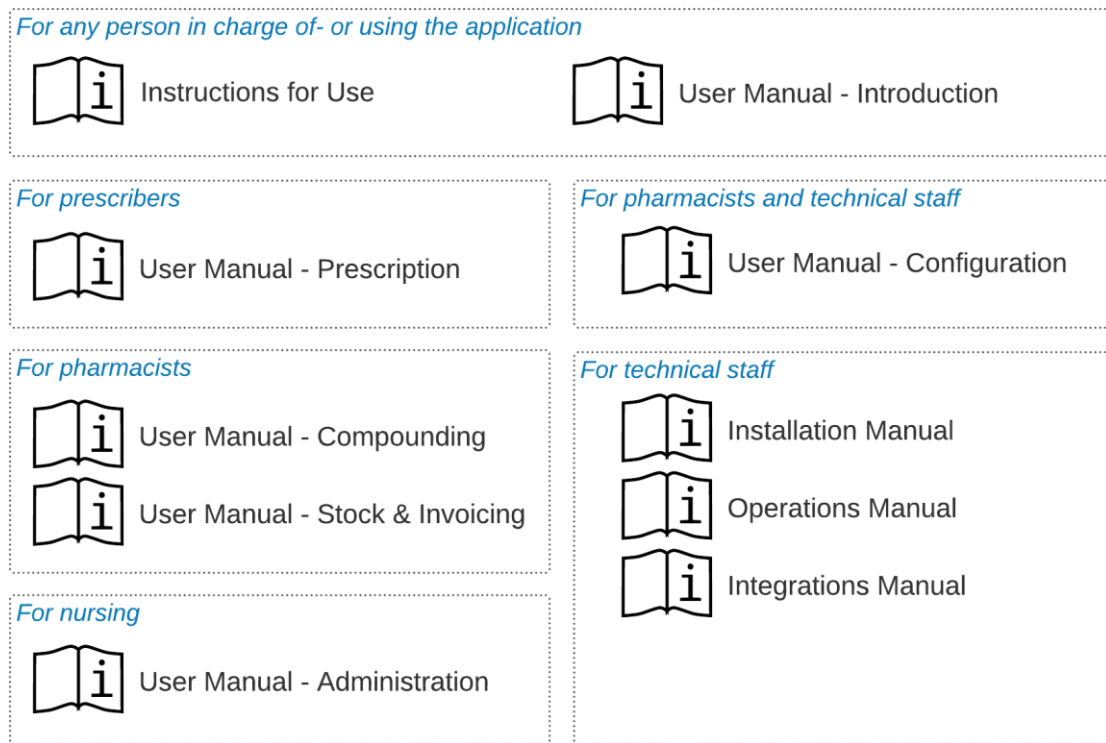 For any person in charge of- or using the application
Instructions for Use
User Manual - Introduction
For prescribers
User Manual - Prescription
For pharmacists and technical staff
User Manual - Configuration
For pharmacists
User Manual - Compounding
User Manual - Stock & Invoicing
For technical staff
Installation Manual
Operations Manual
Integrations Manual
For nursing
User Manual - Administration